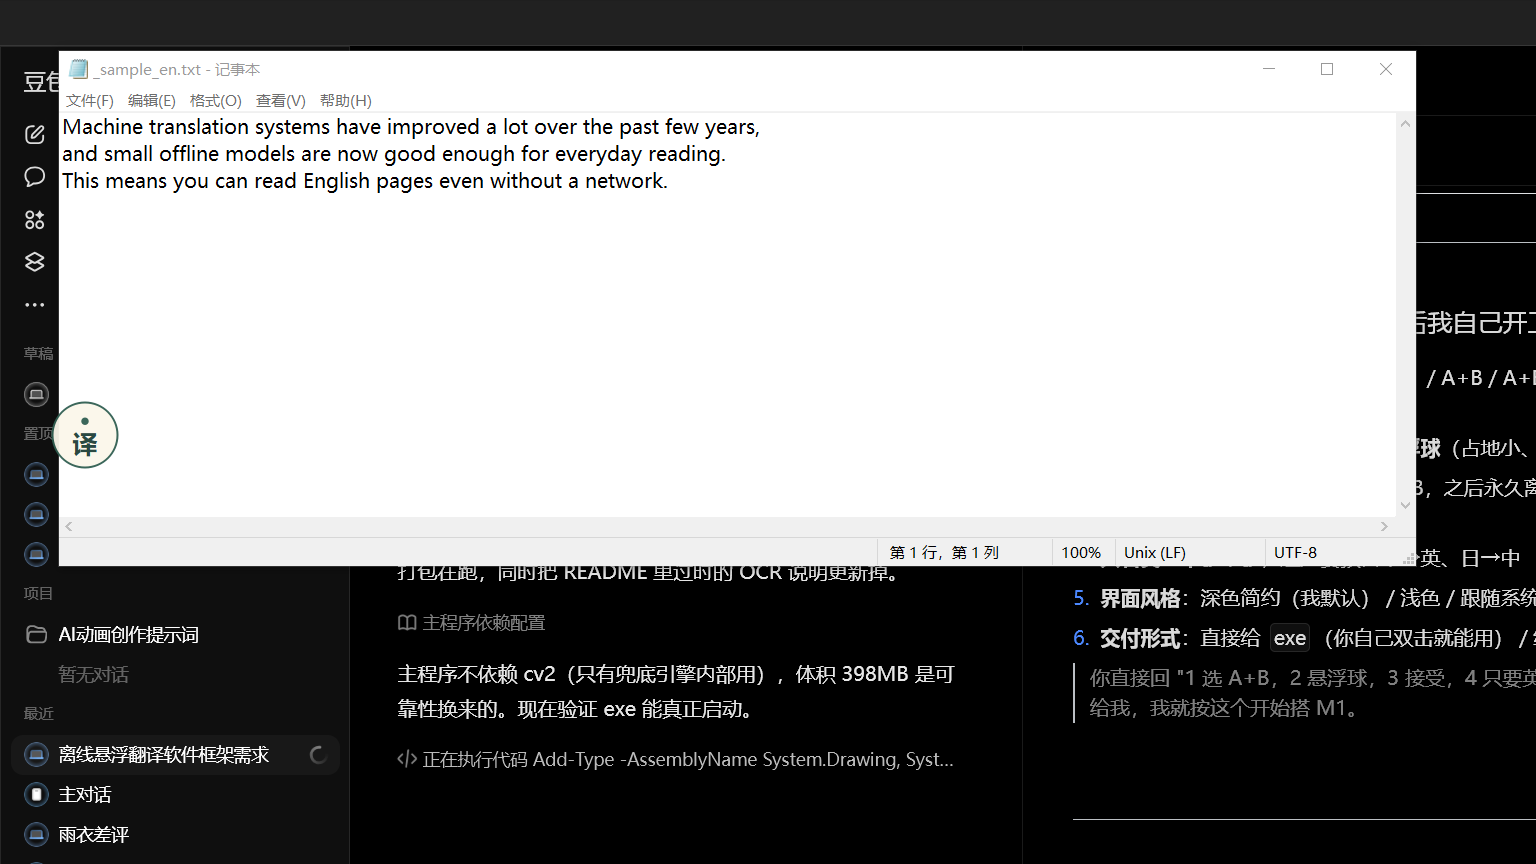 _sample_en.txt - 记事本
文件(F) 编辑(E) 格式(O) 查看(V) 帮助(H)
Machine translation systems have improved a lot over the past few years,
and small offline models are now good enough for everyday reading.
This means you can read English pages even without a network.
第 1 行，第 1 列 100% Unix (LF) UTF-8
译
豆包
草稿
置顶
项目
AI动画创作提示词
暂无对话
最近
离线悬浮翻译软件框架需求
主对话
雨衣差评
打包在跑，同时把 README 里过时的 OCR 说明更新掉。
主程序依赖配置
主程序不依赖 cv2（只有兜底引擎内部用），体积 398MB 是可
靠性换来的。现在验证 exe 能真正启动。
正在执行代码 Add-Type -AssemblyName System.Drawing, Syst...
后我自己开工
/ A+B / A+B
浮球（占地小、
B，之后永久离
英、日→中
5. 界面风格：深色简约（我默认） / 浅色 / 跟随系统
6. 交付形式：直接给 exe （你自己双击就能用） /
你直接回 "1 选 A+B，2 悬浮球，3 接受，4 只要英
给我，我就按这个开始搭 M1。